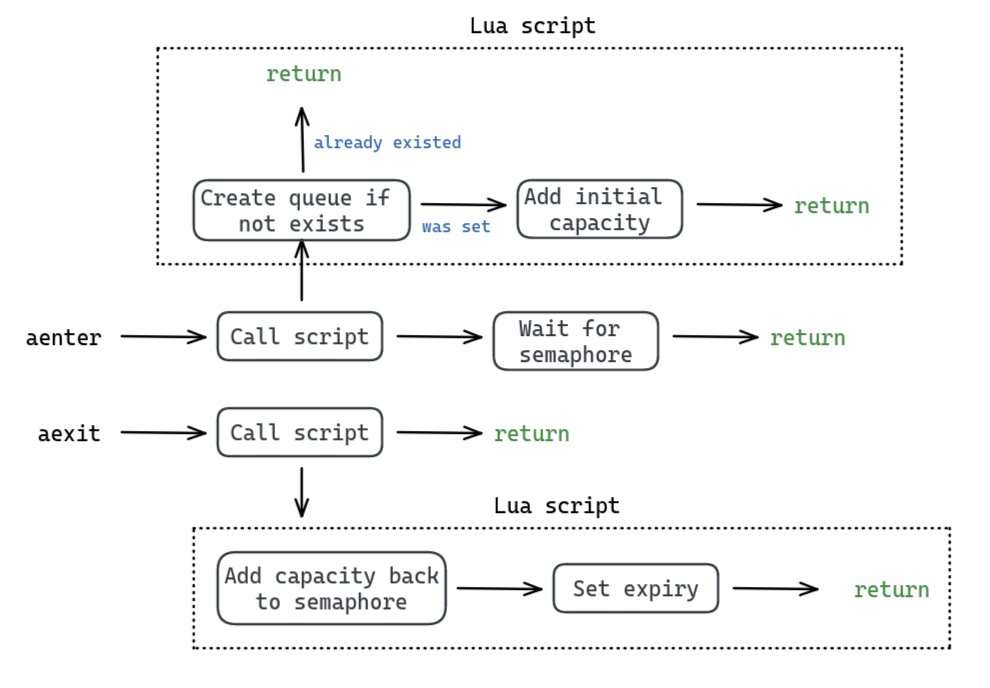 Lua script
return
already existed
Create queue if
not exists
was set
Add initial
capacity
return
aenter
Call script
Wait for
semaphore
return
aexit
Call script
return
Lua script
Add capacity back
to semaphore
Set expiry
return